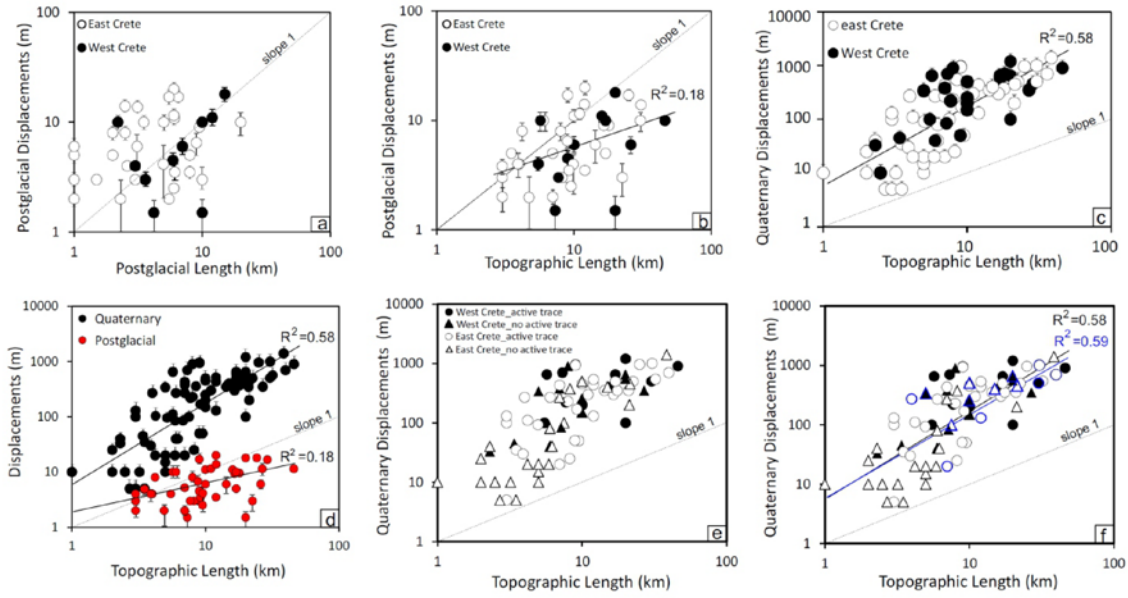 100
10
1
Postglacial Displacements (m)
East Crete
West Crete
slope 1
a
1
10
100
Postglacial Length (km)
100
10
1
Postglacial Displacements (m)
East Crete
West Crete
slope 1
R²=0.18
b
1
10
100
Topographic Length (km)
10000
1000
100
10
1
Quaternary Displacements (m)
east Crete
West Crete
R²=0.58
slope 1
c
1
10
100
Topographic Length (km)
10000
1000
100
10
1
Displacements (m)
Quaternary
Postglacial
R²=0.58
slope 1
R²=0.18
d
1
10
100
Topographic Length (km)
10000
1000
100
10
1
Quaternary Displacements (m)
West Crete_active trace
West Crete_no active trace
East Crete_active trace
East Crete_no active trace
slope 1
e
1
10
100
Topographic Length (km)
10000
1000
100
10
1
Quaternary Displacements (m)
R²=0.58
R²=0.59
slope 1
f
1
10
100
Topographic Length (km)